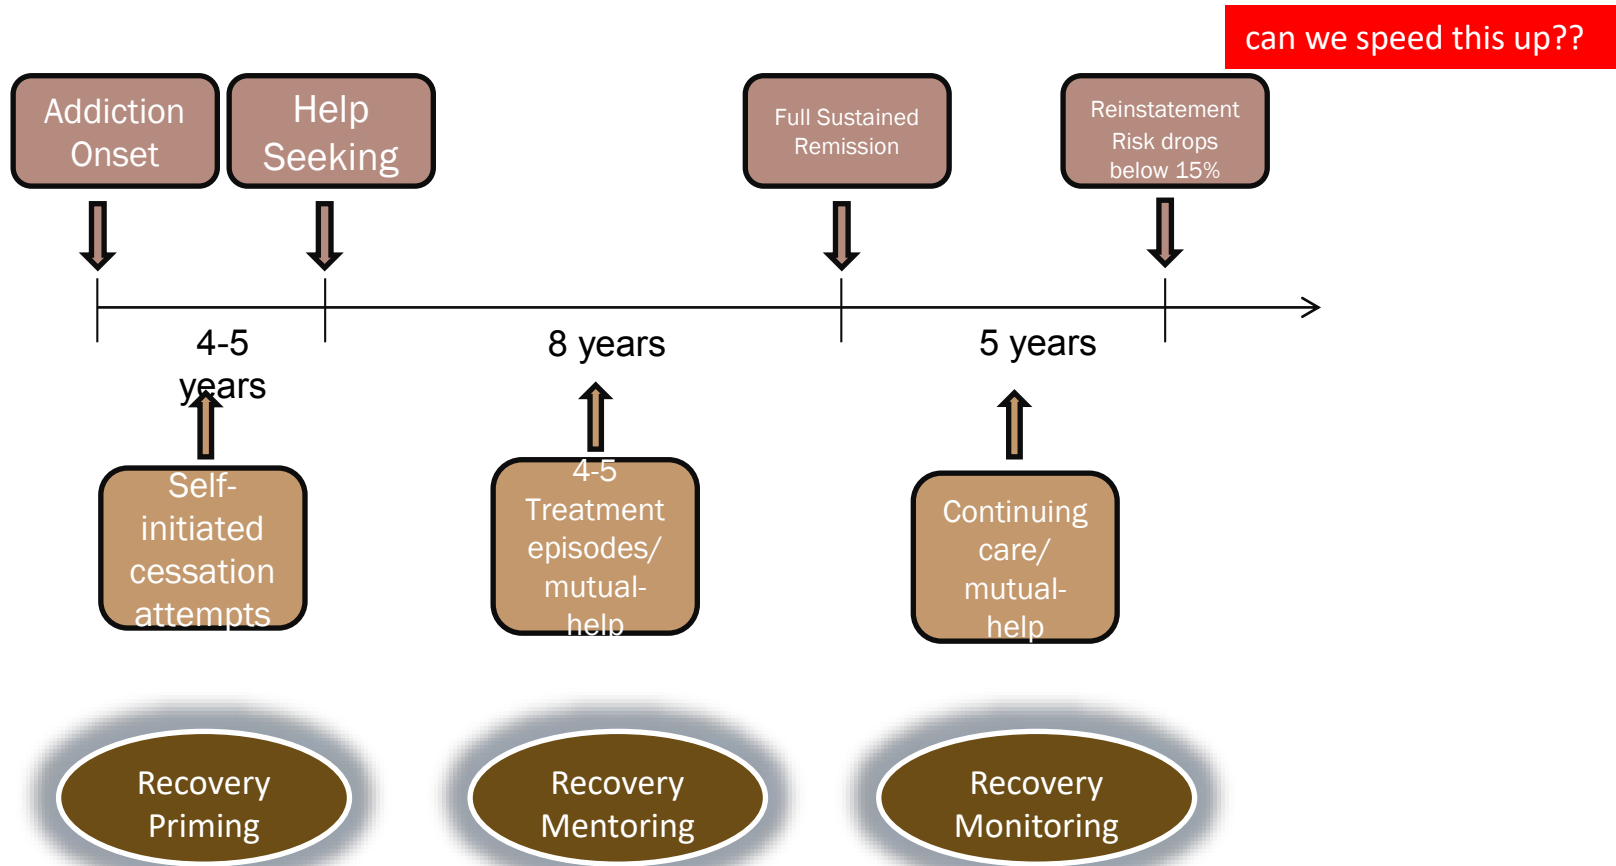 can we speed this up??
Addiction
Onset
Help
Seeking
Full Sustained
Remission
Reinstatement
Risk drops
below 15%
4-5
years
8 years
5 years
Self-
initiated
cessation
attempts
4-5
Treatment
episodes/
mutual-
help
Continuing
care/
mutual-
help
Recovery
Priming
Recovery
Mentoring
Recovery
Monitoring